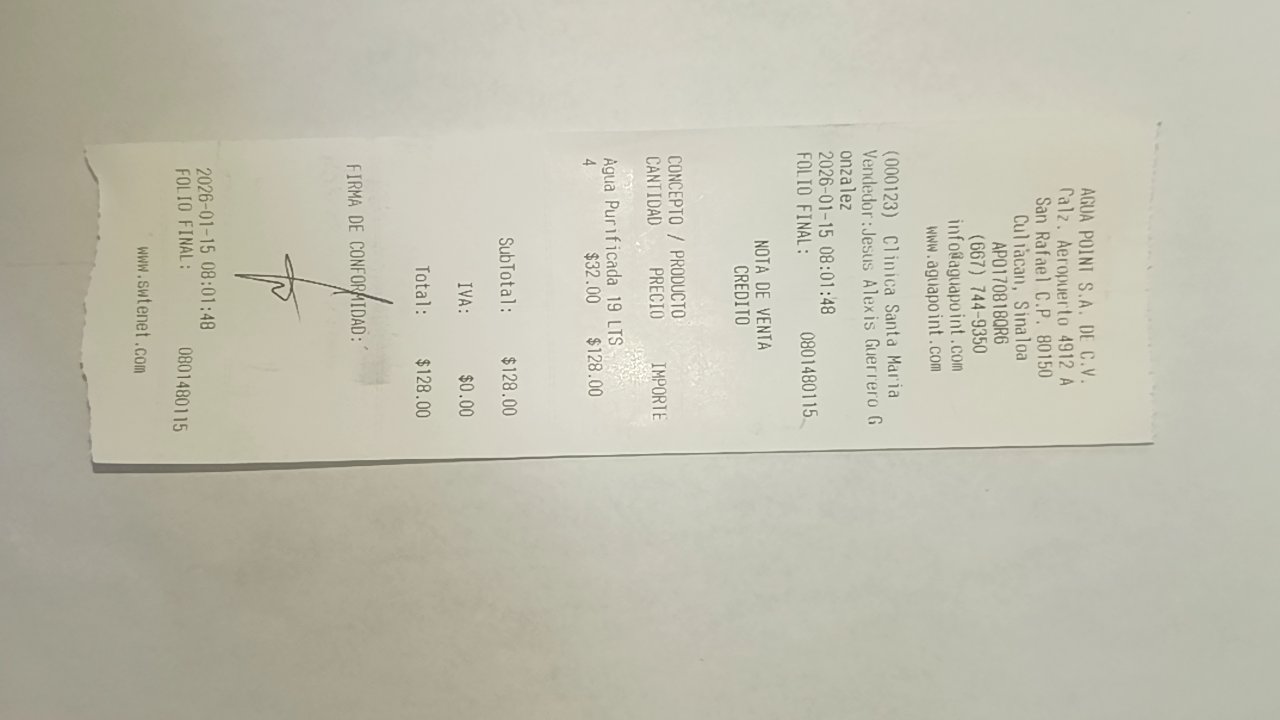 AGUA POINT S.A. DE C.V.
Calz. Aeropuerto 4912 A
San Rafael C.P. 80150
Culiacan, Sinaloa
APO170818QR6
(667) 744-9350
info@aguapoint.com
www.aguapoint.com
(000123) Clinica Santa Maria
Vendedor:Jesus Alexis Guerrero G
onzalez
2026-01-15 08:01:48
FOLIO FINAL: 0801480115
NOTA DE VENTA
CREDITO
CONCEPTO / PRODUCTO
CANTIDAD PRECIO IMPORTE
Agua Purificada 19 LTS
4 $32.00 $128.00
SubTotal: $128.00
IVA: $0.00
Total: $128.00
FIRMA DE CONFORMIDAD:
2026-01-15 08:01:48
FOLIO FINAL: 0801480115
www.swtenet.com